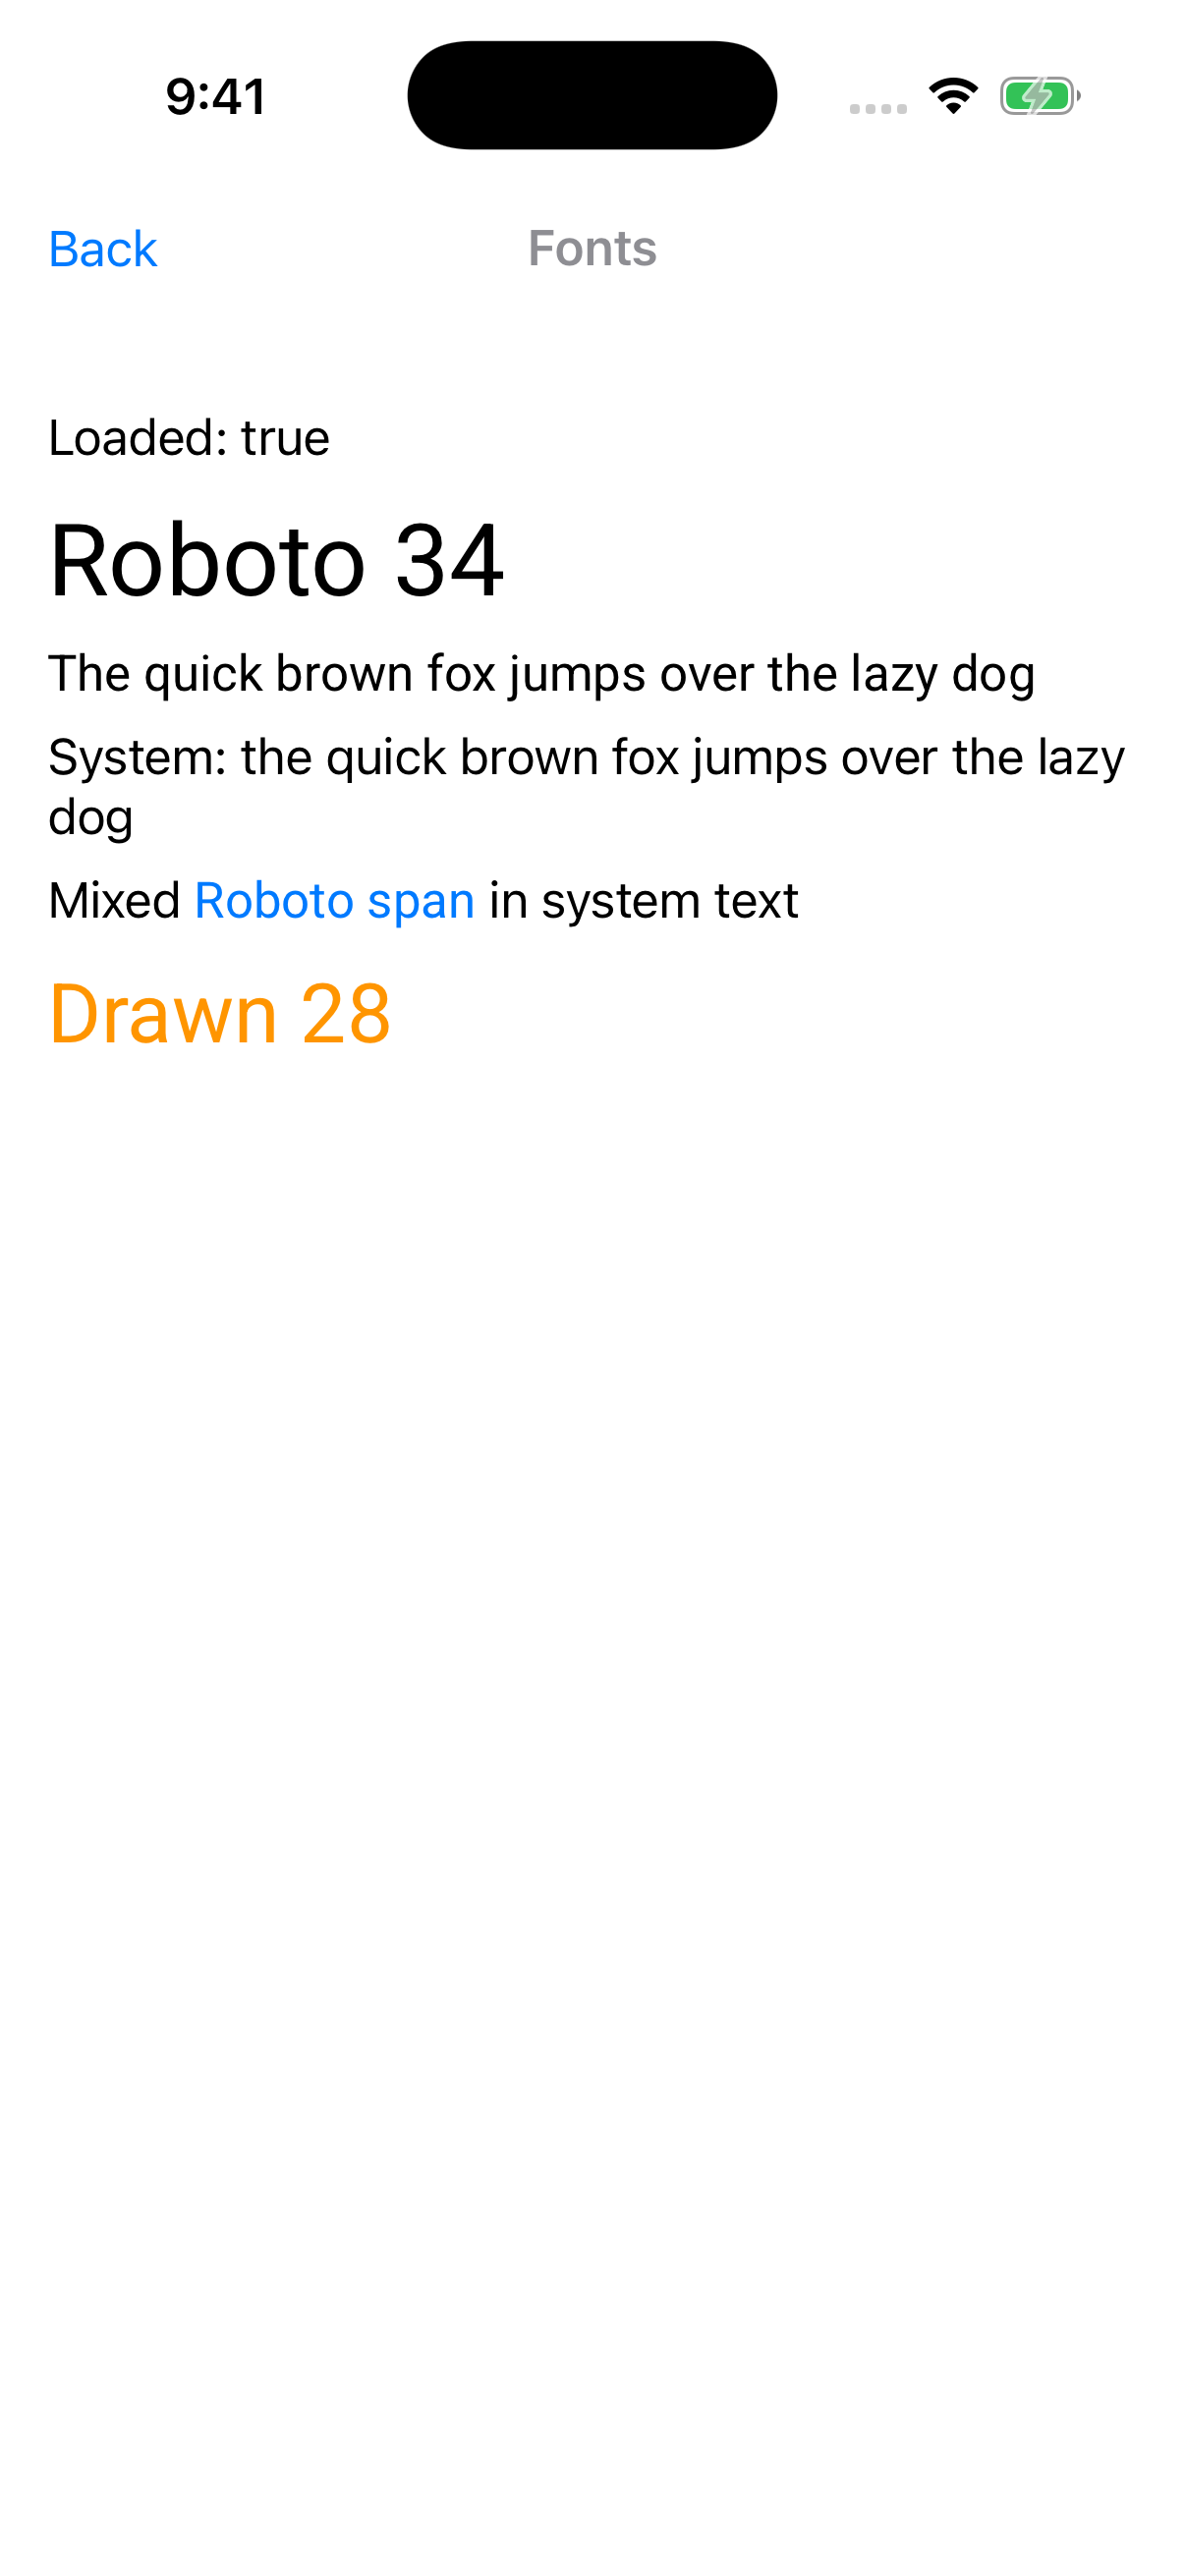 9:41
Back
Fonts
Loaded: true
Roboto 34
The quick brown fox jumps over the lazy dog
System: the quick brown fox jumps over the lazy
dog
Mixed Roboto span in system text
Drawn 28